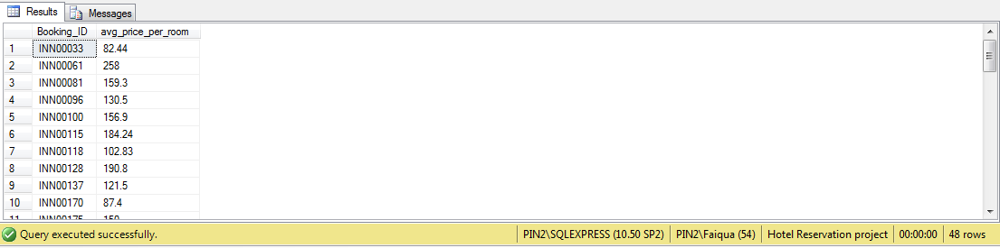 Results Messages
Booking_ID avg_price_per_room
1 INN00033 82.44
2 INN00061 258
3 INN00081 159.3
4 INN00096 130.5
5 INN00100 156.9
6 INN00115 184.24
7 INN00118 102.83
8 INN00128 190.8
9 INN00137 121.5
10 INN00170 87.4
11 INN00175 150
Query executed successfully. PIN2\SQLEXPRESS (10.50 SP2) PIN2\Faiqua (54) Hotel Reservation project 00:00:00 48 rows